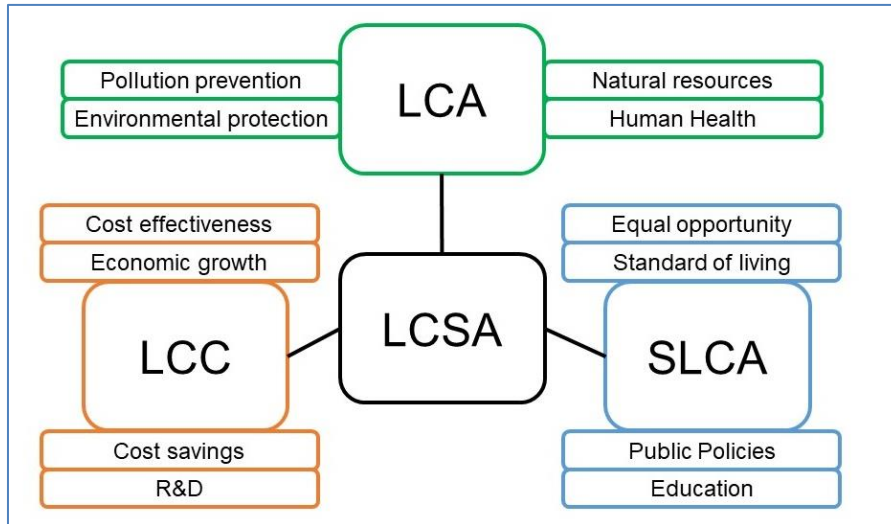 Pollution prevention
Environmental protection
LCA
Natural resources
Human Health
Cost effectiveness
Economic growth
LCC
Cost savings
R&D
LCSA
Equal opportunity
Standard of living
SLCA
Public Policies
Education